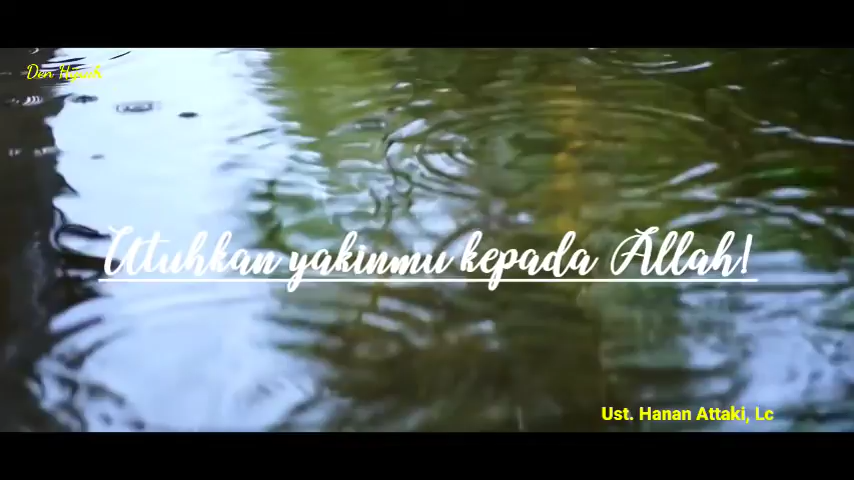 Den Hijrah
Utuhkan yakinmu kepada Allah!
Ust. Hanan Attaki, Lc